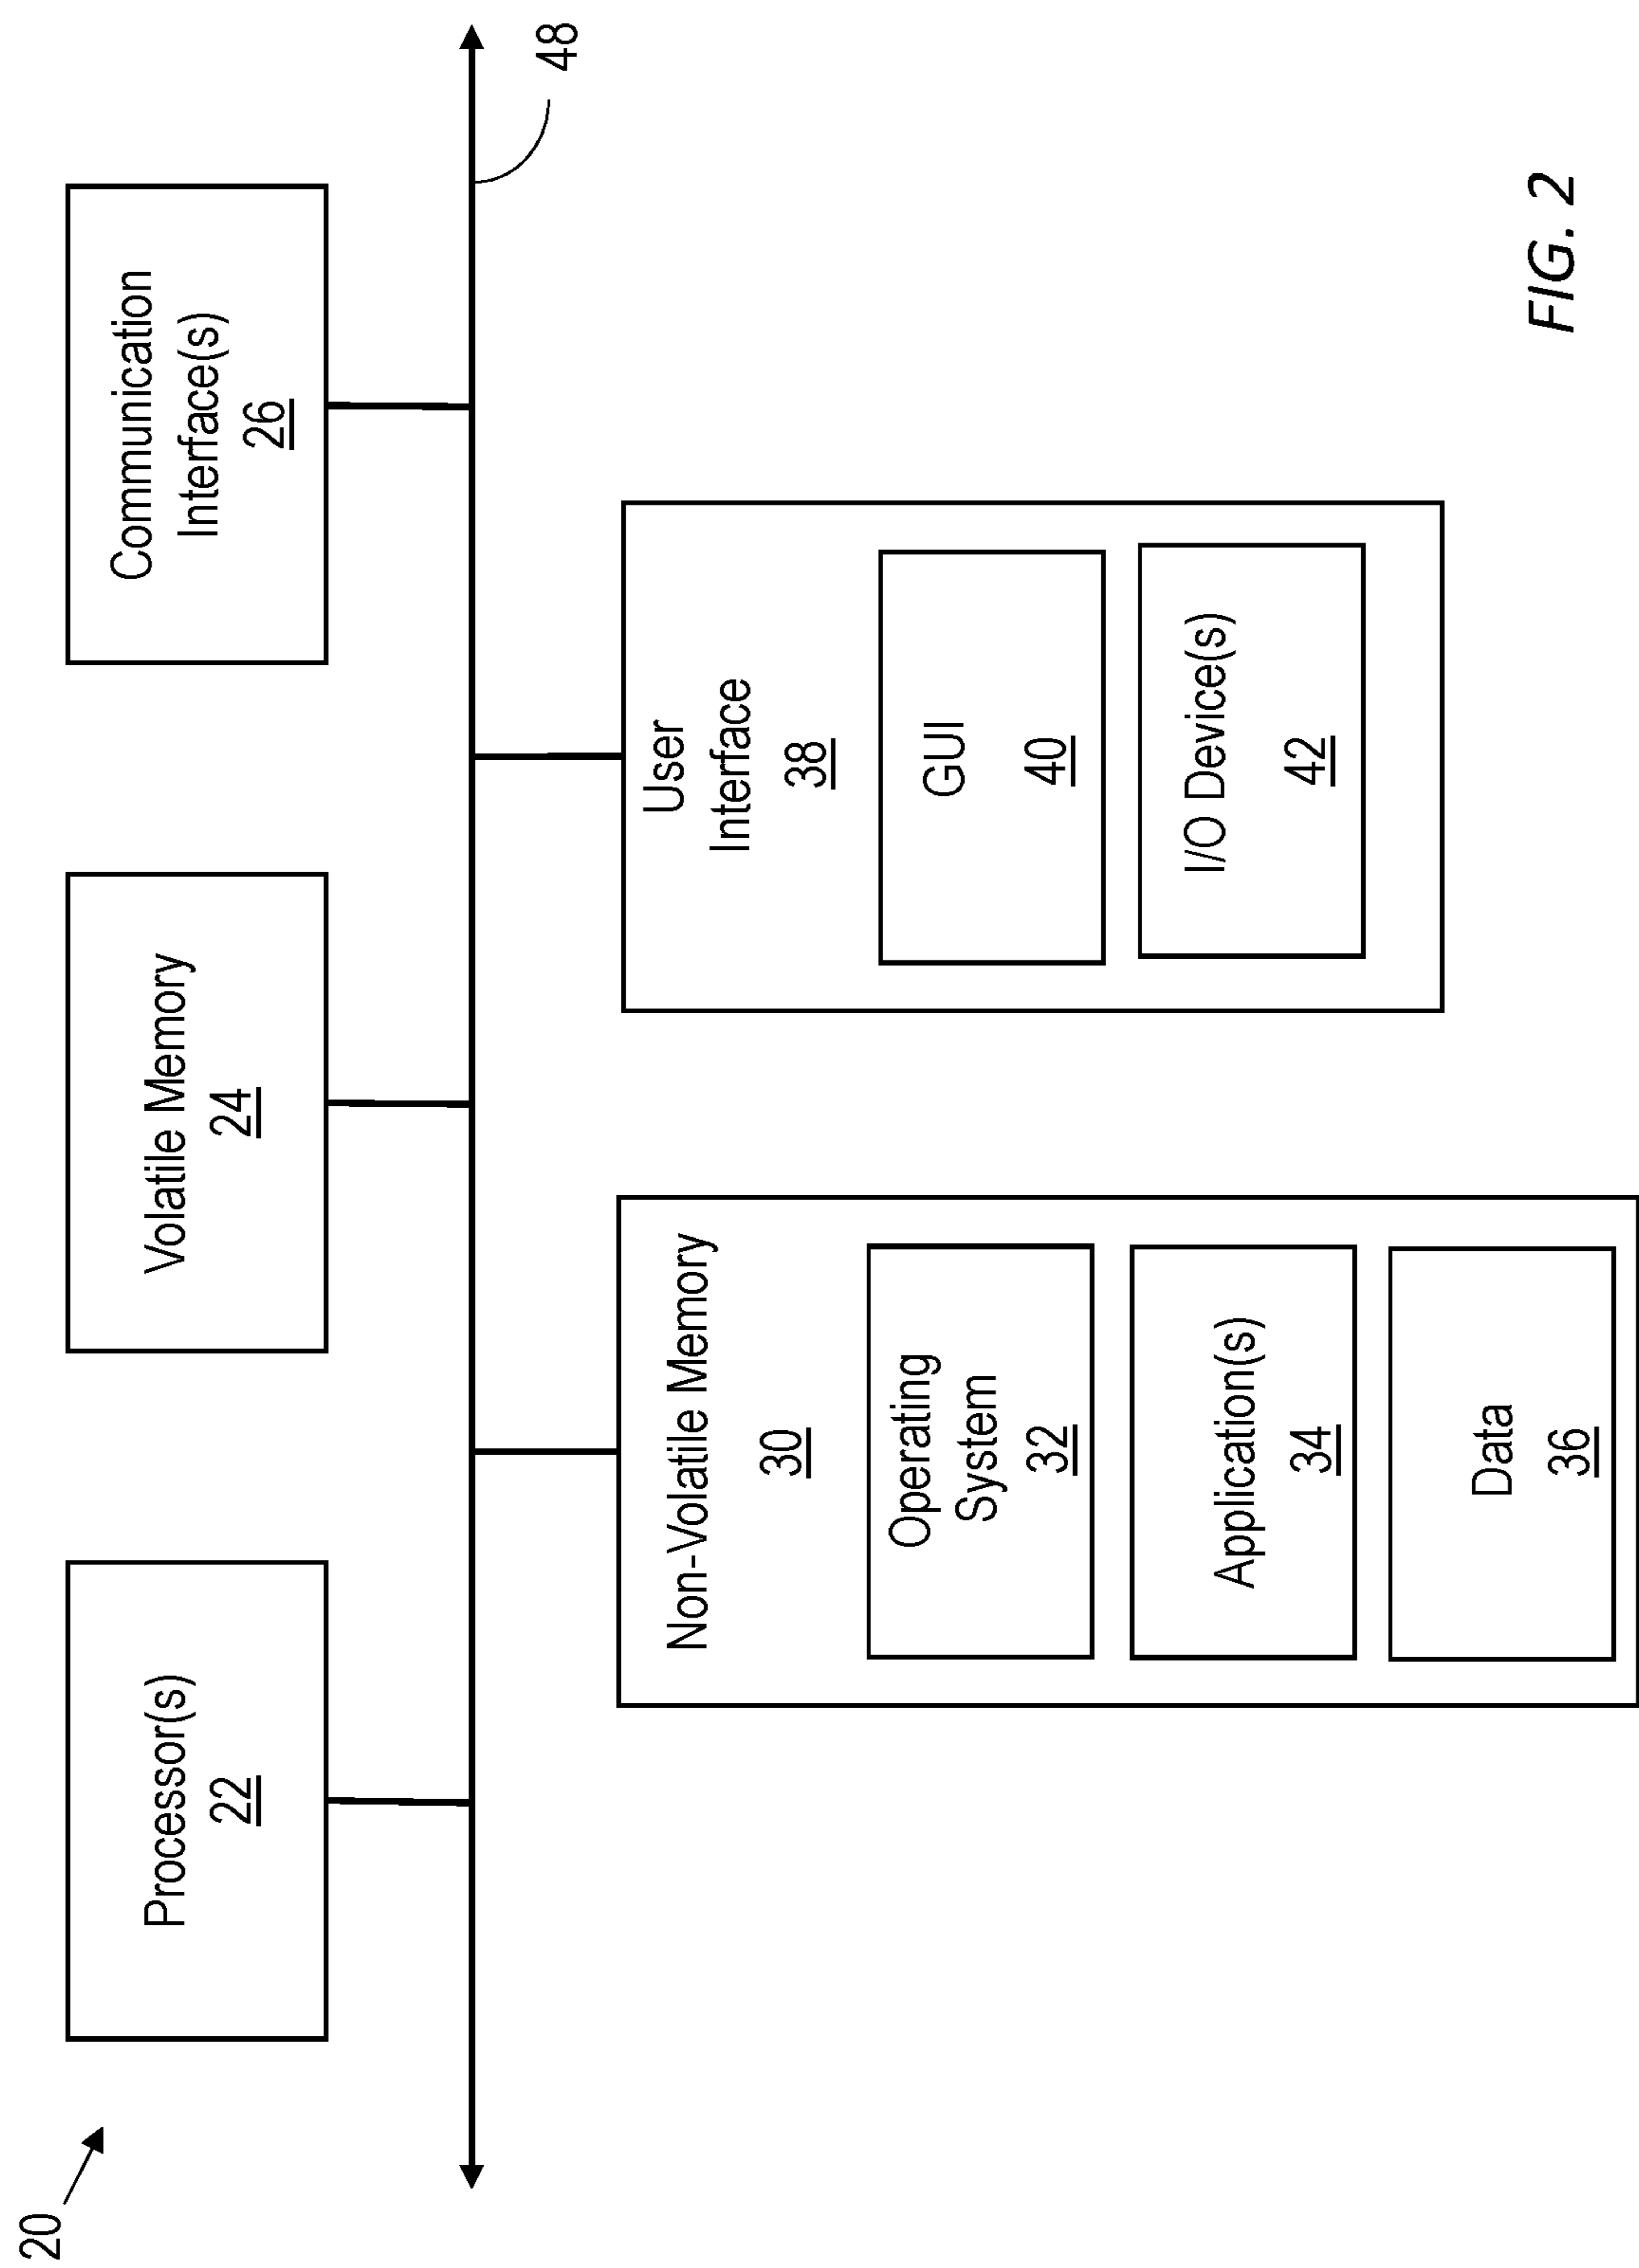 20
Processor(s)
22
Volatile Memory
24
Communication
Interface(s)
26
48
Non-Volatile Memory
30
Operating
System
32
Application(s)
34
Data
36
User
Interface
38
GUI
40
I/O Device(s)
42
FIG. 2